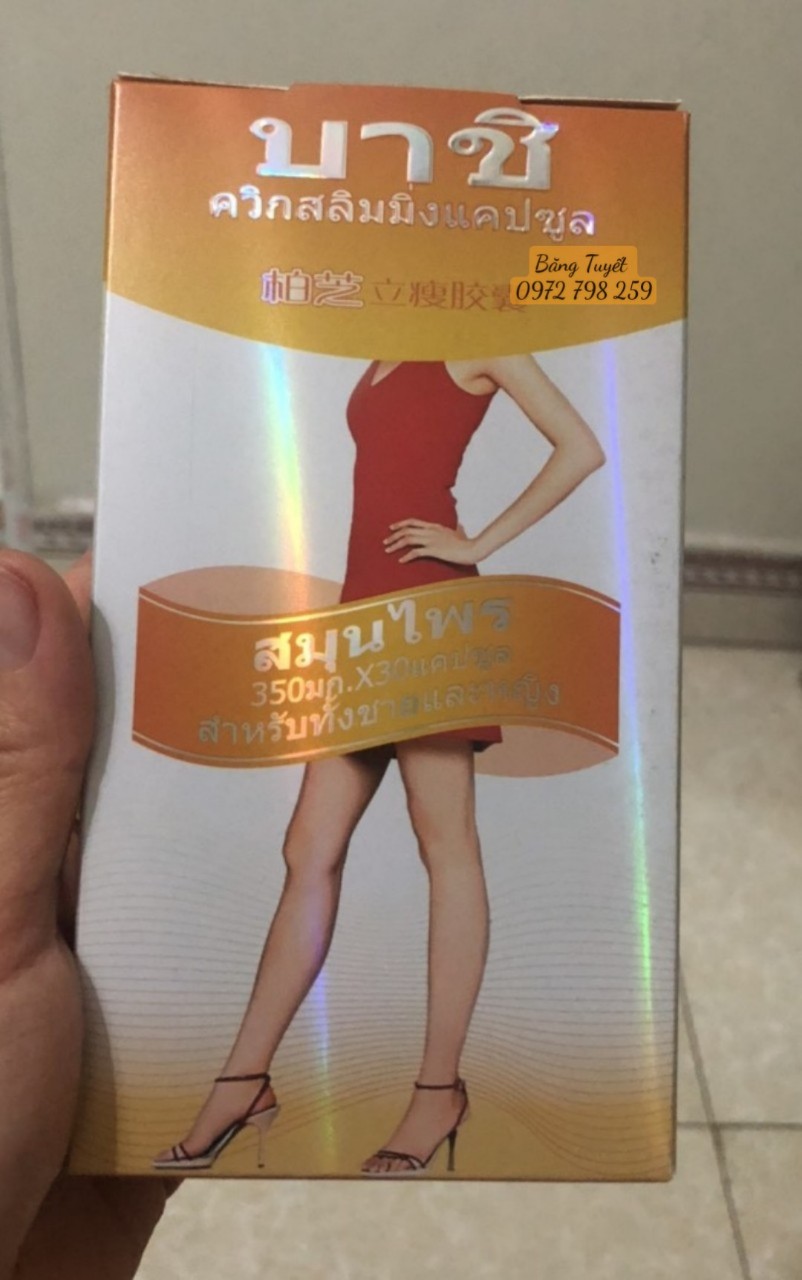 บาชิ
ควิกสลิมมิ่งแคปซูล
Băng Tuyết
柏芝立瘦胶囊
0972 798 259
สมุนไพร
350มก.X30แคปซูล
สำหรับทั้งชายและหญิง